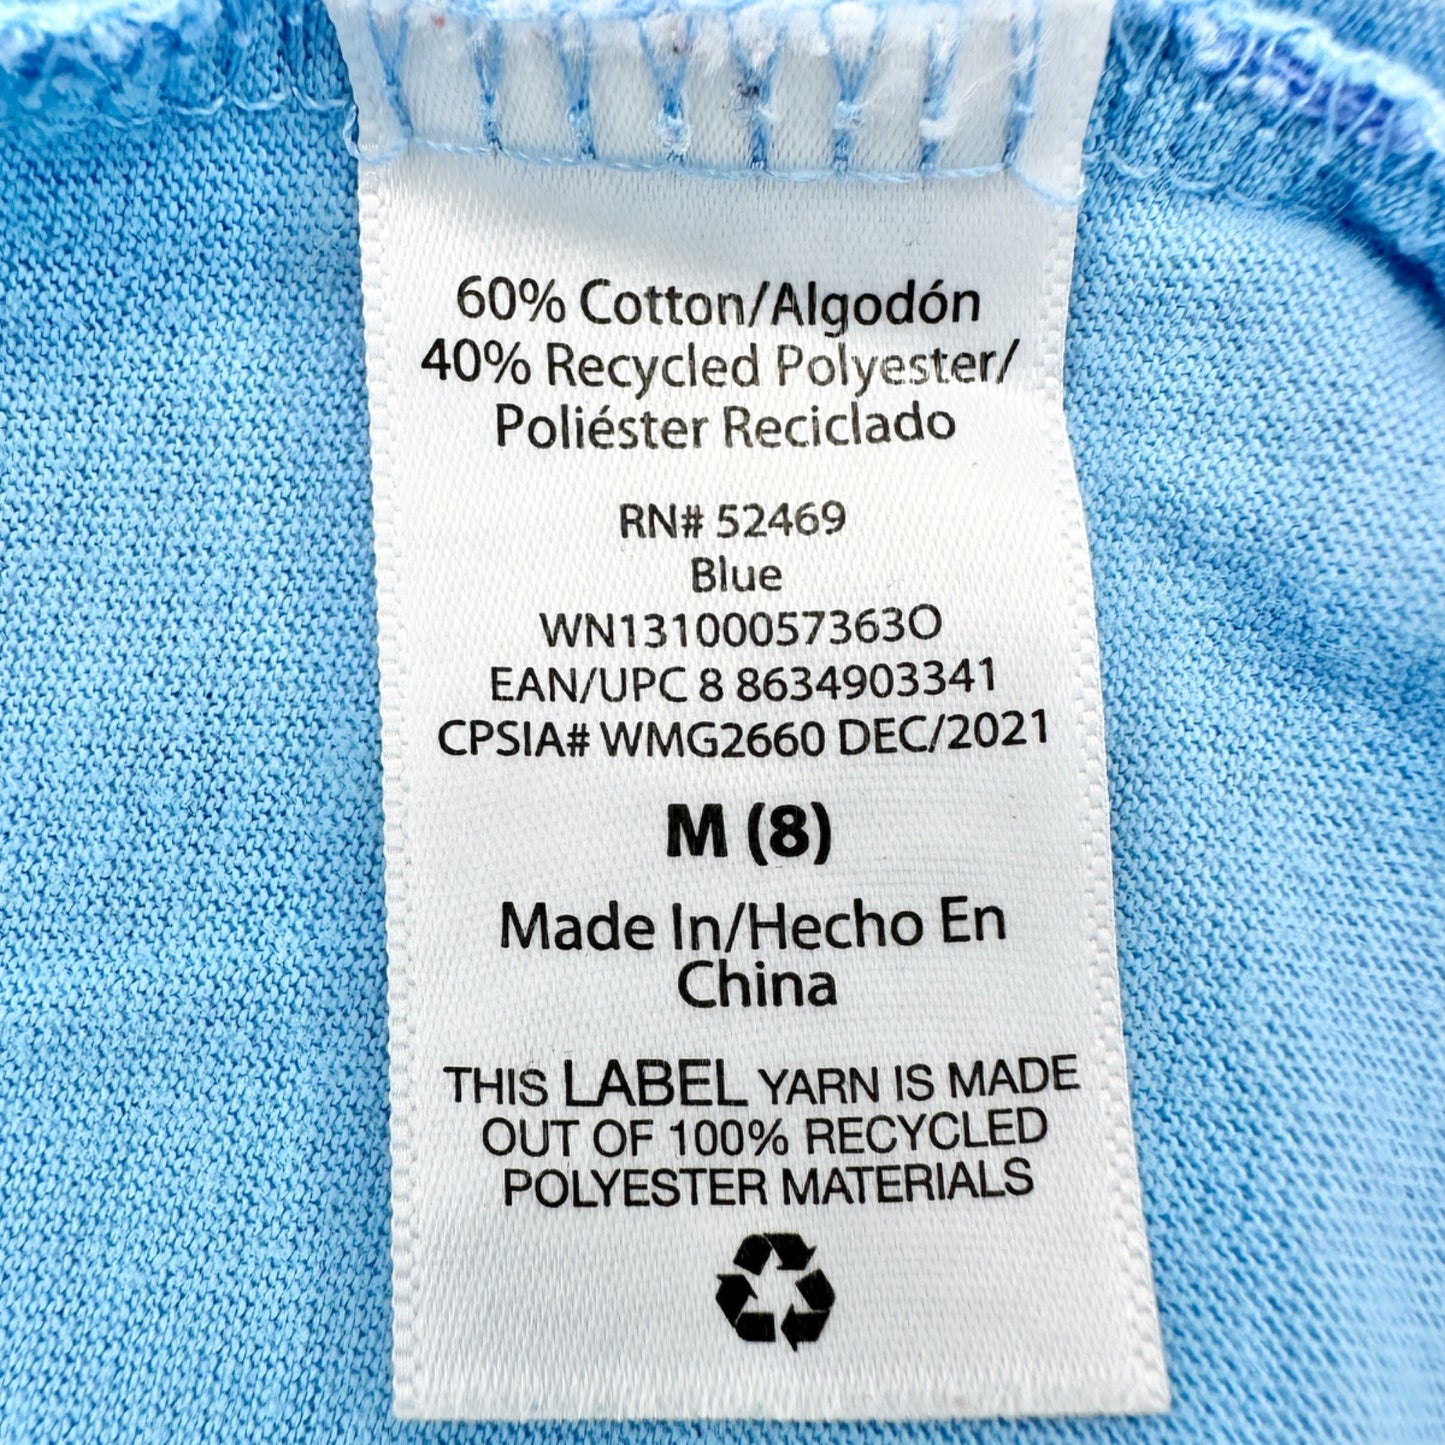 60% Cotton/Algodón
40% Recycled Polyester/
Poliéster Reciclado
RN# 52469
Blue
WN13100057363O
EAN/UPC 8 8634903341
CPSIA# WMG2660 DEC/2021
M (8)
Made In/Hecho En
China
THIS LABEL YARN IS MADE
OUT OF 100% RECYCLED
POLYESTER MATERIALS